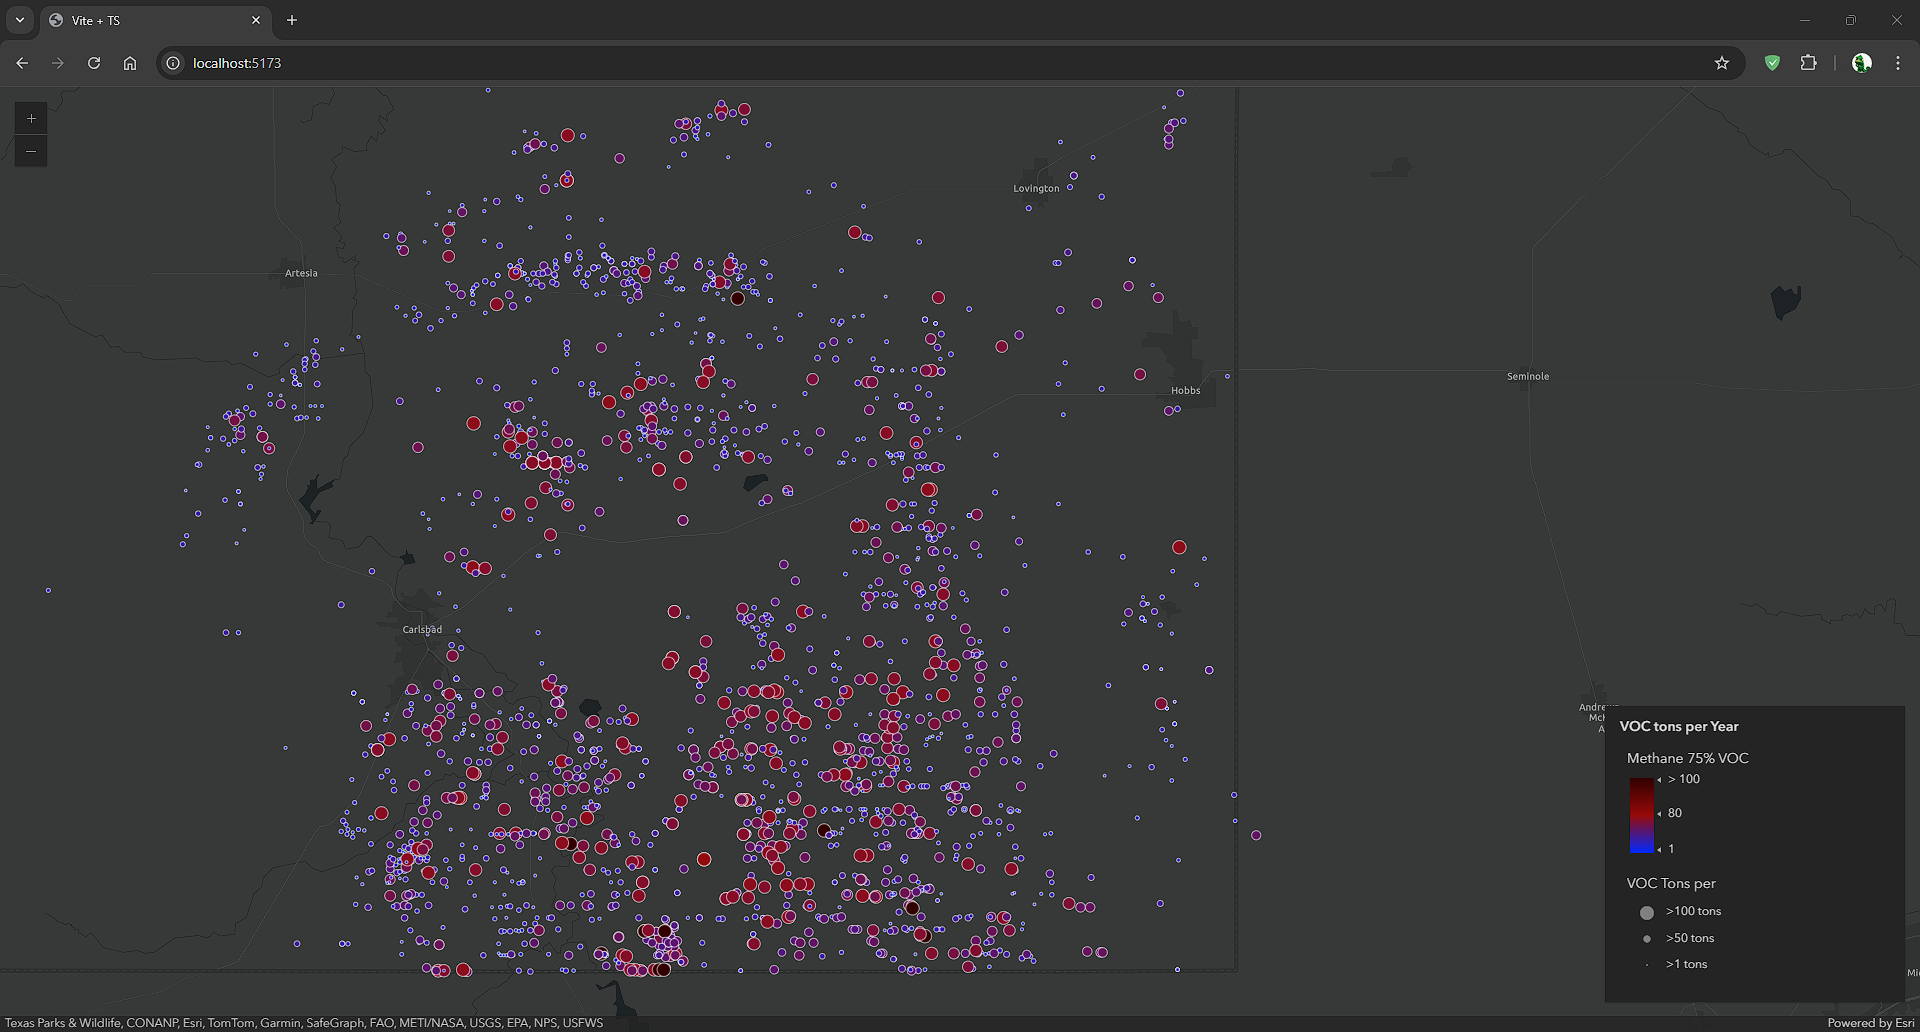 Vite + TS
localhost:5173
+
−
Lovington
Artesia
Hobbs
Seminole
Carlsbad
VOC tons per Year
Methane 75% VOC
> 100
80
1
VOC Tons per
>100 tons
>50 tons
>1 tons
Texas Parks & Wildlife, CONANP, Esri, TomTom, Garmin, SafeGraph, FAO, METI/NASA, USGS, EPA, NPS, USFWS
Powered by Esri